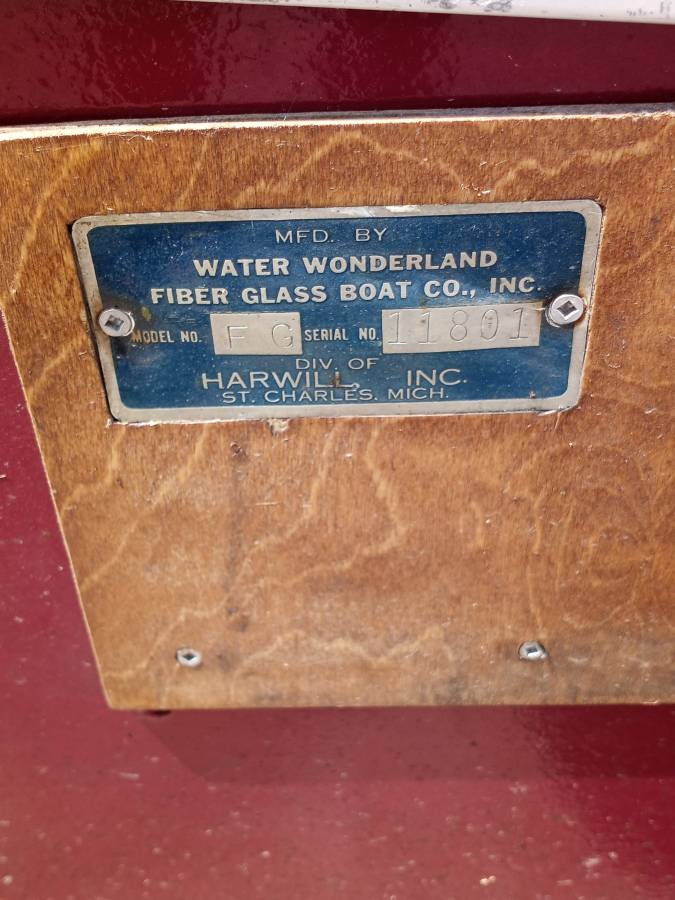 MFD. BY
WATER WONDERLAND
FIBER GLASS BOAT CO., INC.
MODEL NO. FG SERIAL NO. 11801
DIV. OF
HARWILL, INC.
ST. CHARLES. MICH.